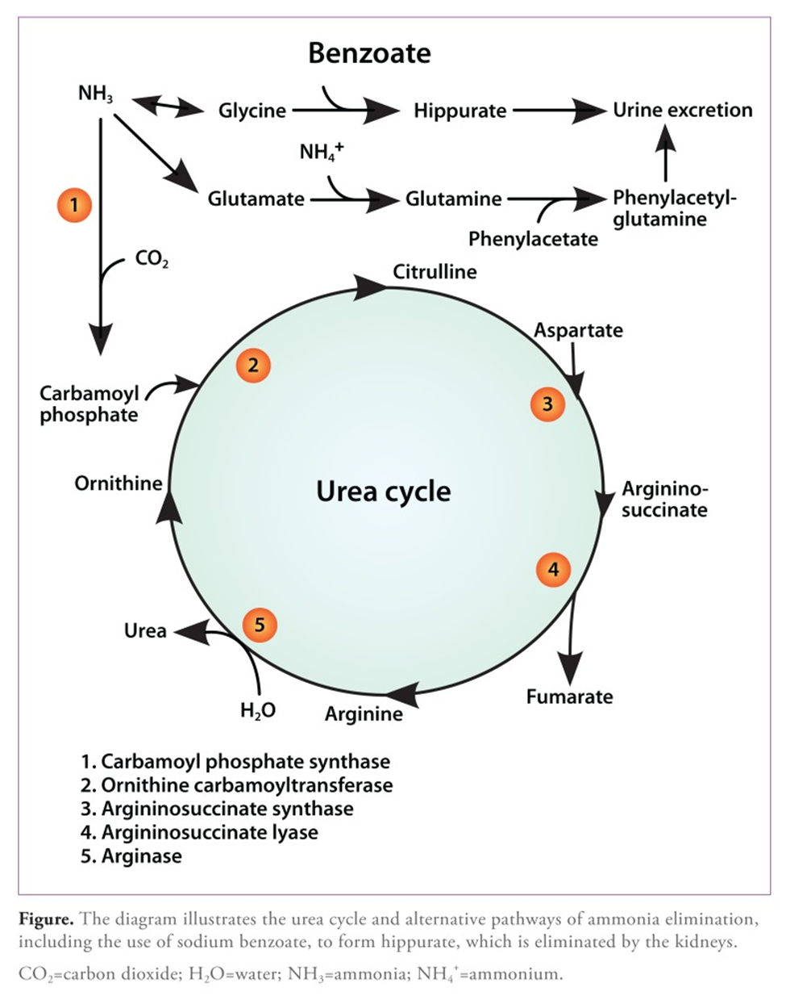 Benzoate
NH₃
Glycine
Hippurate
Urine excretion
NH₄⁺
Glutamate
Glutamine
Phenylacetyl-
glutamine
Phenylacetate
1
CO₂
Citrulline
Aspartate
2
3
Carbamoyl
phosphate
Ornithine
Urea cycle
Arginino-
succinate
4
5
Urea
H₂O
Arginine
Fumarate
1. Carbamoyl phosphate synthase
2. Ornithine carbamoyltransferase
3. Argininosuccinate synthase
4. Argininosuccinate lyase
5. Arginase
Figure. The diagram illustrates the urea cycle and alternative pathways of ammonia elimination,
including the use of sodium benzoate, to form hippurate, which is eliminated by the kidneys.
CO₂=carbon dioxide; H₂O=water; NH₃=ammonia; NH₄⁺=ammonium.